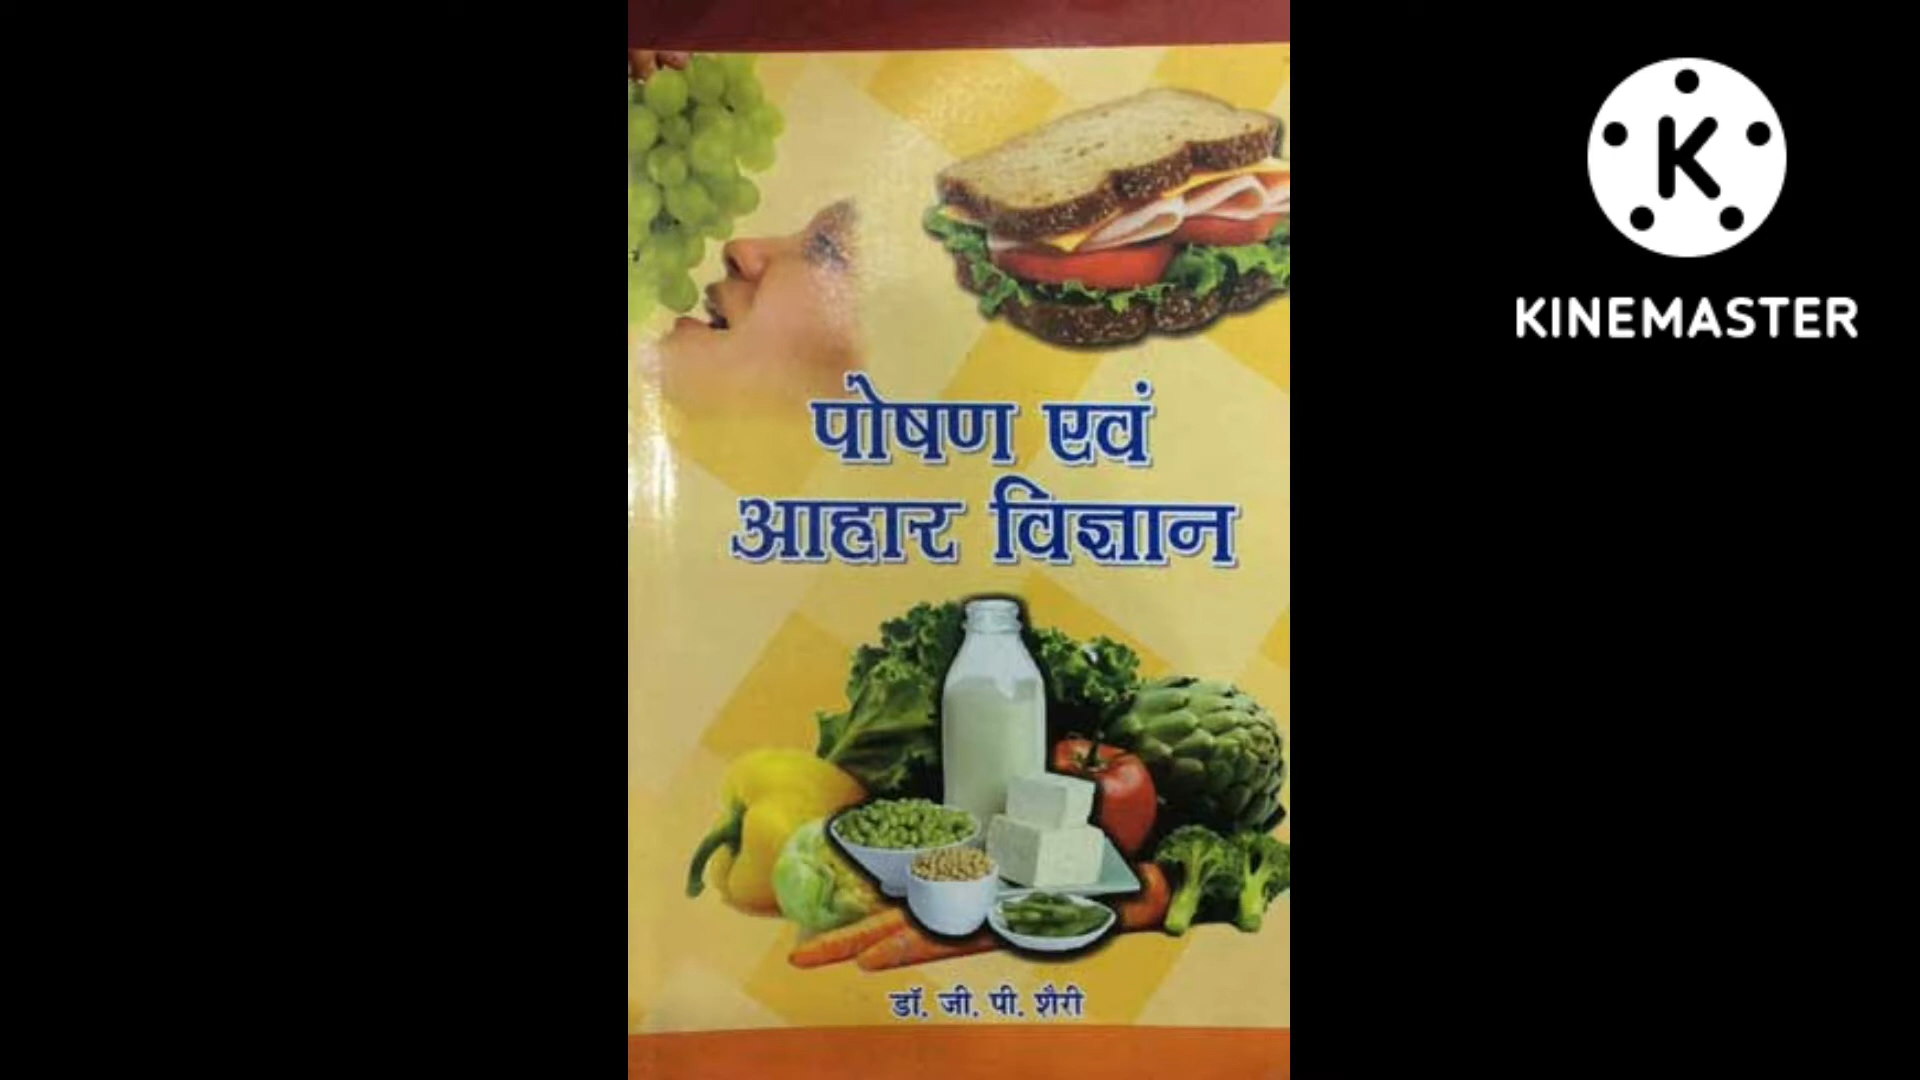 पोषण एवं
आहार विज्ञान
डॉ. जी. पी. शैरी
K
KINEMASTER